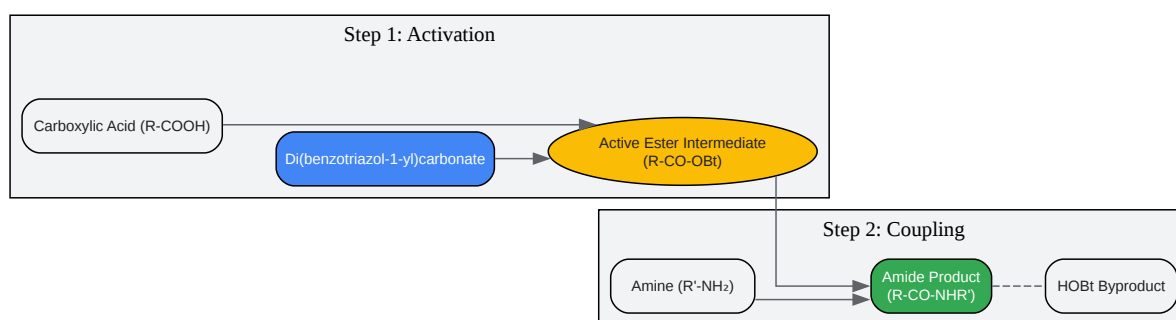 Step 1: Activation
Carboxylic Acid (R-COOH)
Di(benzotriazol-1-yl)carbonate
Active Ester Intermediate
(R-CO-OBt)
Step 2: Coupling
Amine (R'-NH₂)
Amide Product
(R-CO-NHR')
HOBt Byproduct